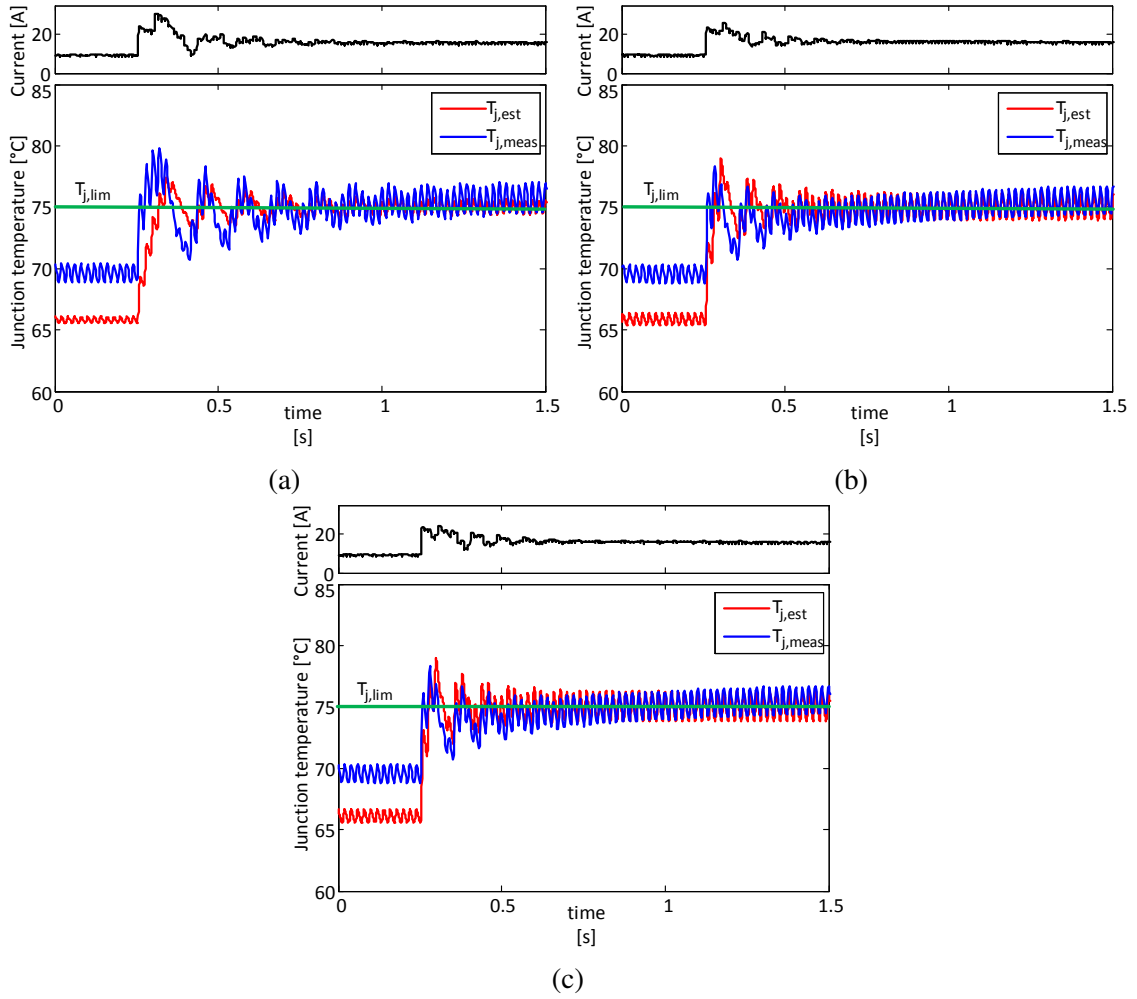 Current [A]
20
0
Junction temperature [°C]
85
80
75
70
65
60
T_j,lim
T_j,est
T_j,meas
0
0.5
1
1.5
time
[s]
(a)
Current [A]
20
0
Junction temperature [°C]
85
80
75
70
65
60
T_j,lim
T_j,est
T_j,meas
0
0.5
1
1.5
time
[s]
(b)
Current [A]
20
0
Junction temperature [°C]
85
80
75
70
65
60
T_j,lim
T_j,est
T_j,meas
0
0.5
1
1.5
time
[s]
(c)